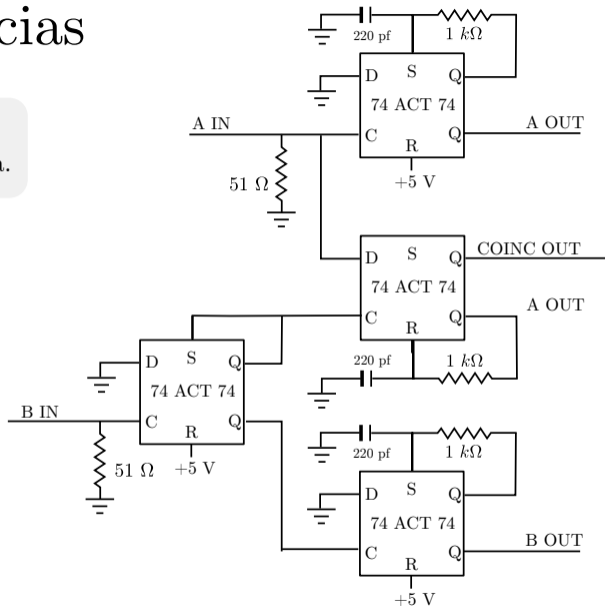 cias
a.
220 pf
1 kΩ
D S Q
74 ACT 74
C R Q
+5 V
A IN
51 Ω
A OUT
D S Q
74 ACT 74
C R Q
COINC OUT
A OUT
220 pf
1 kΩ
D S Q
74 ACT 74
C R Q
+5 V
B IN
51 Ω
220 pf
1 kΩ
D S Q
74 ACT 74
C R Q
+5 V
B OUT